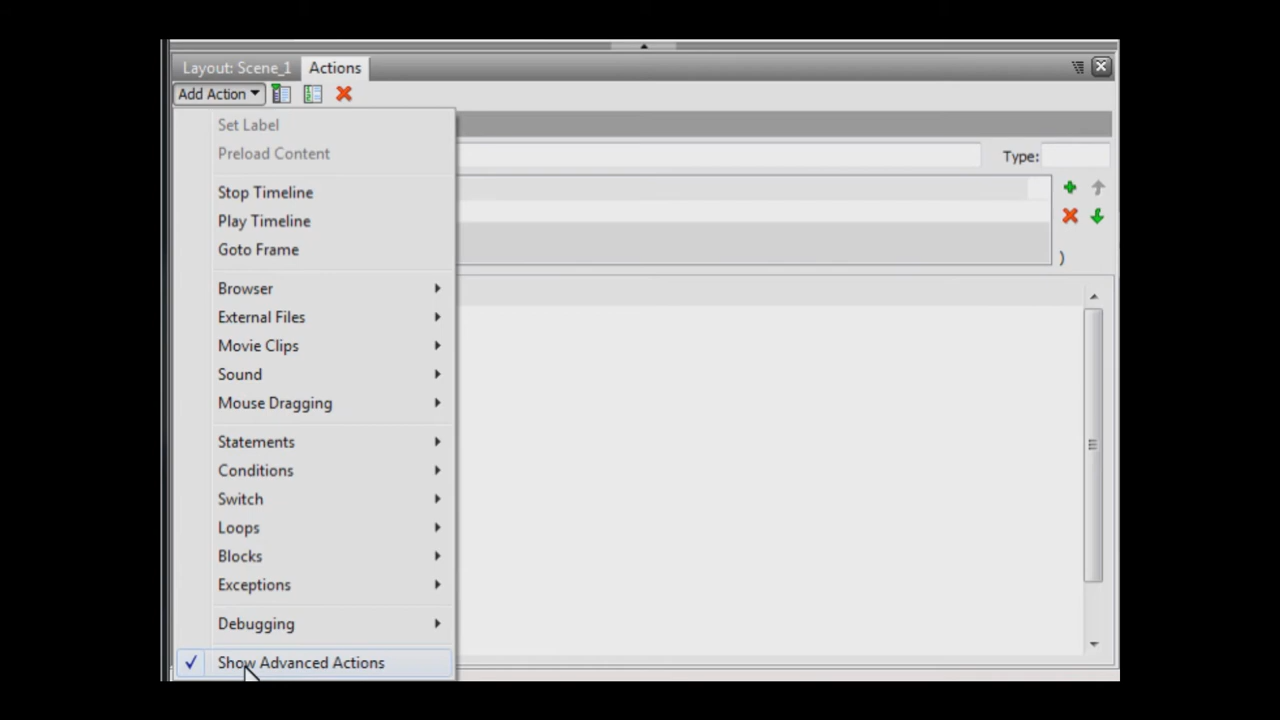 Layout: Scene_1 Actions
Add Action
Set Label
Preload Content
Type:
Stop Timeline
Play Timeline
Goto Frame
)
Browser
External Files
Movie Clips
Sound
Mouse Dragging
Statements
Conditions
Switch
Loops
Blocks
Exceptions
Debugging
Show Advanced Actions